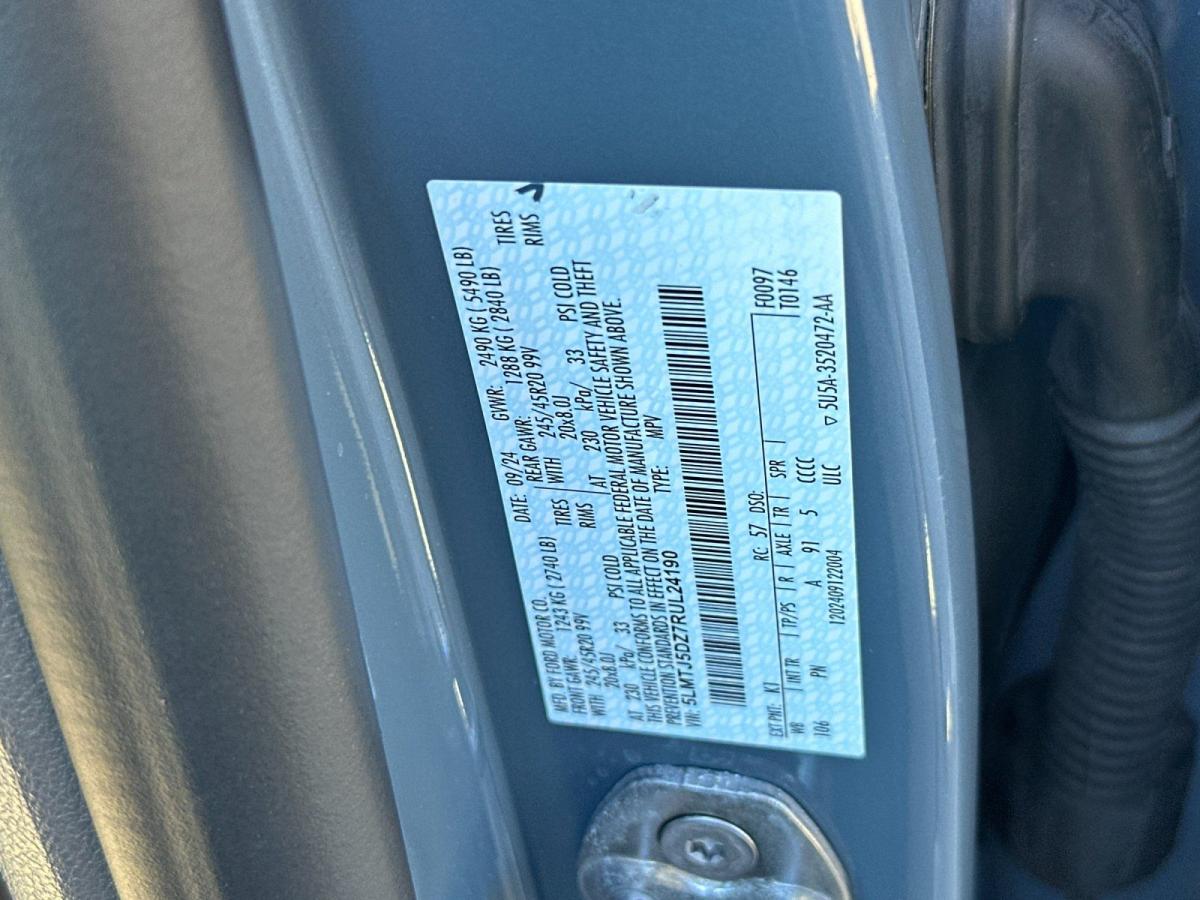 MFD. BY FORD MOTOR CO.
DATE: 09/24 GVWR: 2490 KG ( 5490 LB)
FRONT GAWR: 1243 KG ( 2740 LB) REAR GAWR: 1288 KG ( 2840 LB)
WITH 245/45R20 99V TIRES WITH 245/45R20 99V TIRES
20x8.0J RIMS 20x8.0J RIMS
AT 230 kPa/ 33 PSI COLD AT 230 kPa/ 33 PSI COLD
THIS VEHICLE CONFORMS TO ALL APPLICABLE FEDERAL MOTOR VEHICLE SAFETY AND THEFT
PREVENTION STANDARDS IN EFFECT ON THE DATE OF MANUFACTURE SHOWN ABOVE.
VIN: 5LMTJ5DZ7RUL24190 TYPE: MPV
EXT PNT: K1 RC: 57 DSO: F0097
WB INTR TP/PS R AXLE TR SPR T0146
106 PN A 91 5 CCCC
1202409122004 ULC ▽ 5U5A-3520472-AA